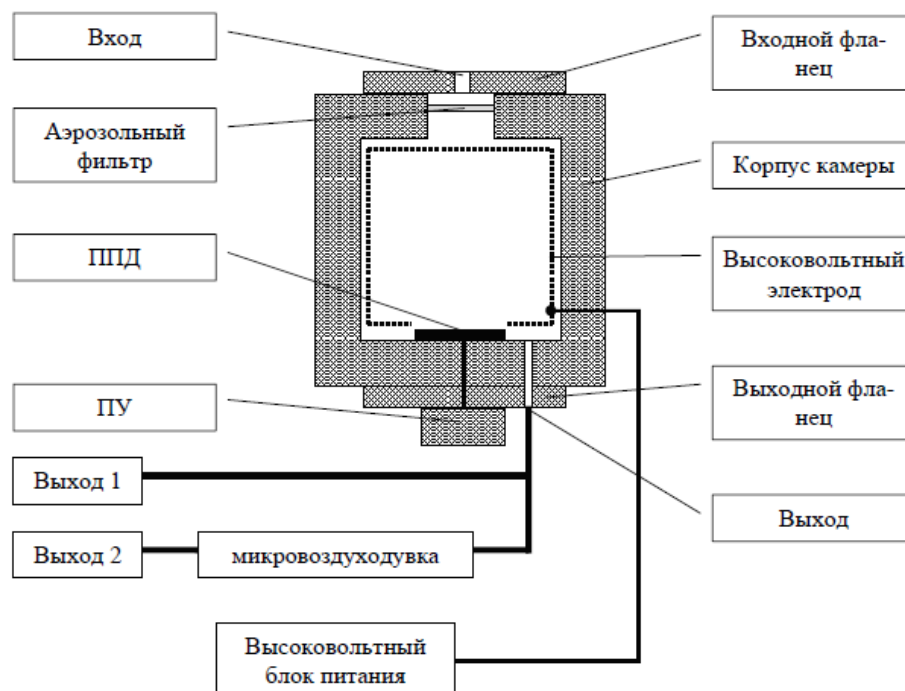 Вход
Входной фла-
нец
Аэрозольный
фильтр
Корпус камеры
ППД
Высоковольтный
электрод
ПУ
Выходной фла-
нец
Выход 1
Выход
Выход 2
микровоздуходувка
Высоковольтный
блок питания